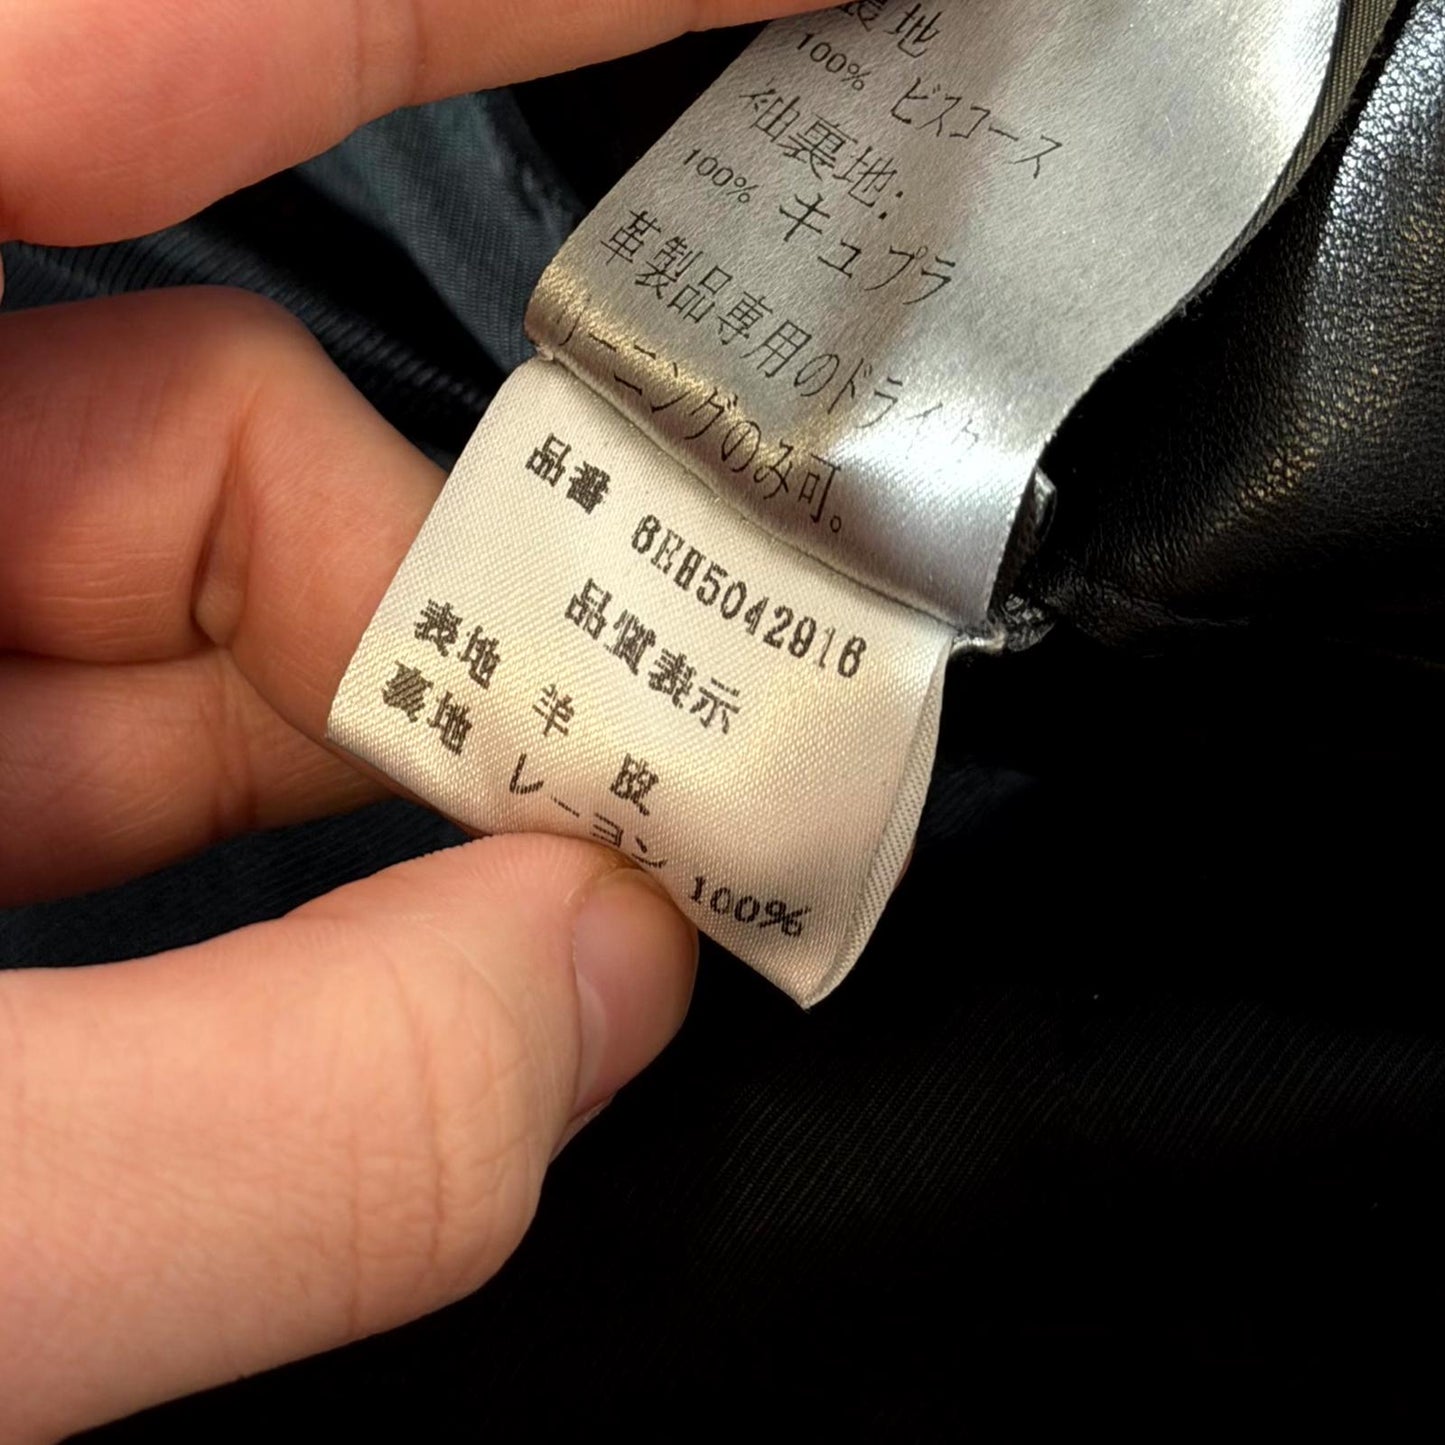 裏地
100% ビスコース
袖裏地:
100% キュプラ
革製品専用のドライク
リーニングのみ可。
品番 8EH5042916
品質表示
表地 羊 皮
裏地 レーヨン 100%